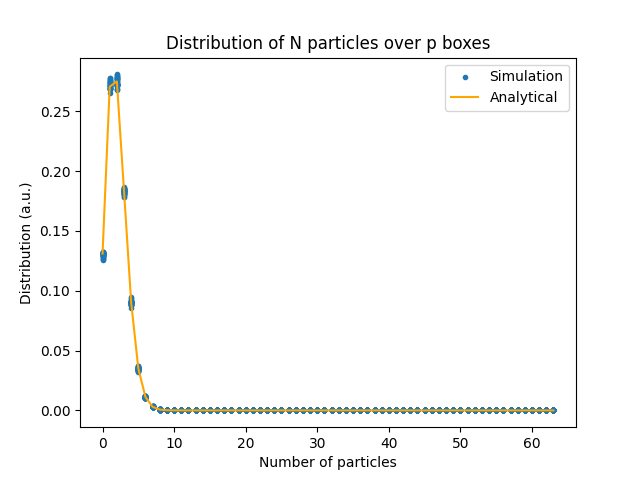 Distribution of N particles over p boxes
Simulation
Analytical
Distribution (a.u.)
0.25
0.20
0.15
0.10
0.05
0.00
0 10 20 30 40 50 60
Number of particles